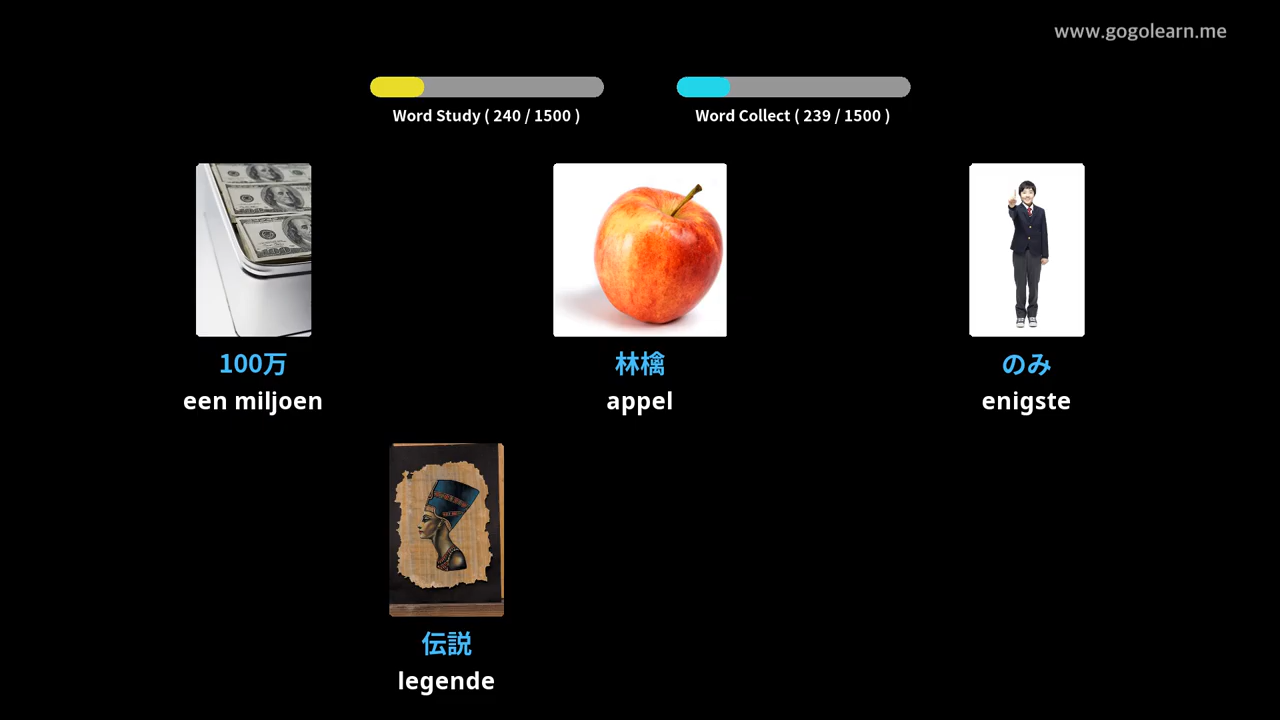 www.gogolearn.me
Word Study ( 240 / 1500 )
Word Collect ( 239 / 1500 )
100万
een miljoen
林檎
appel
のみ
enigste
伝説
legende